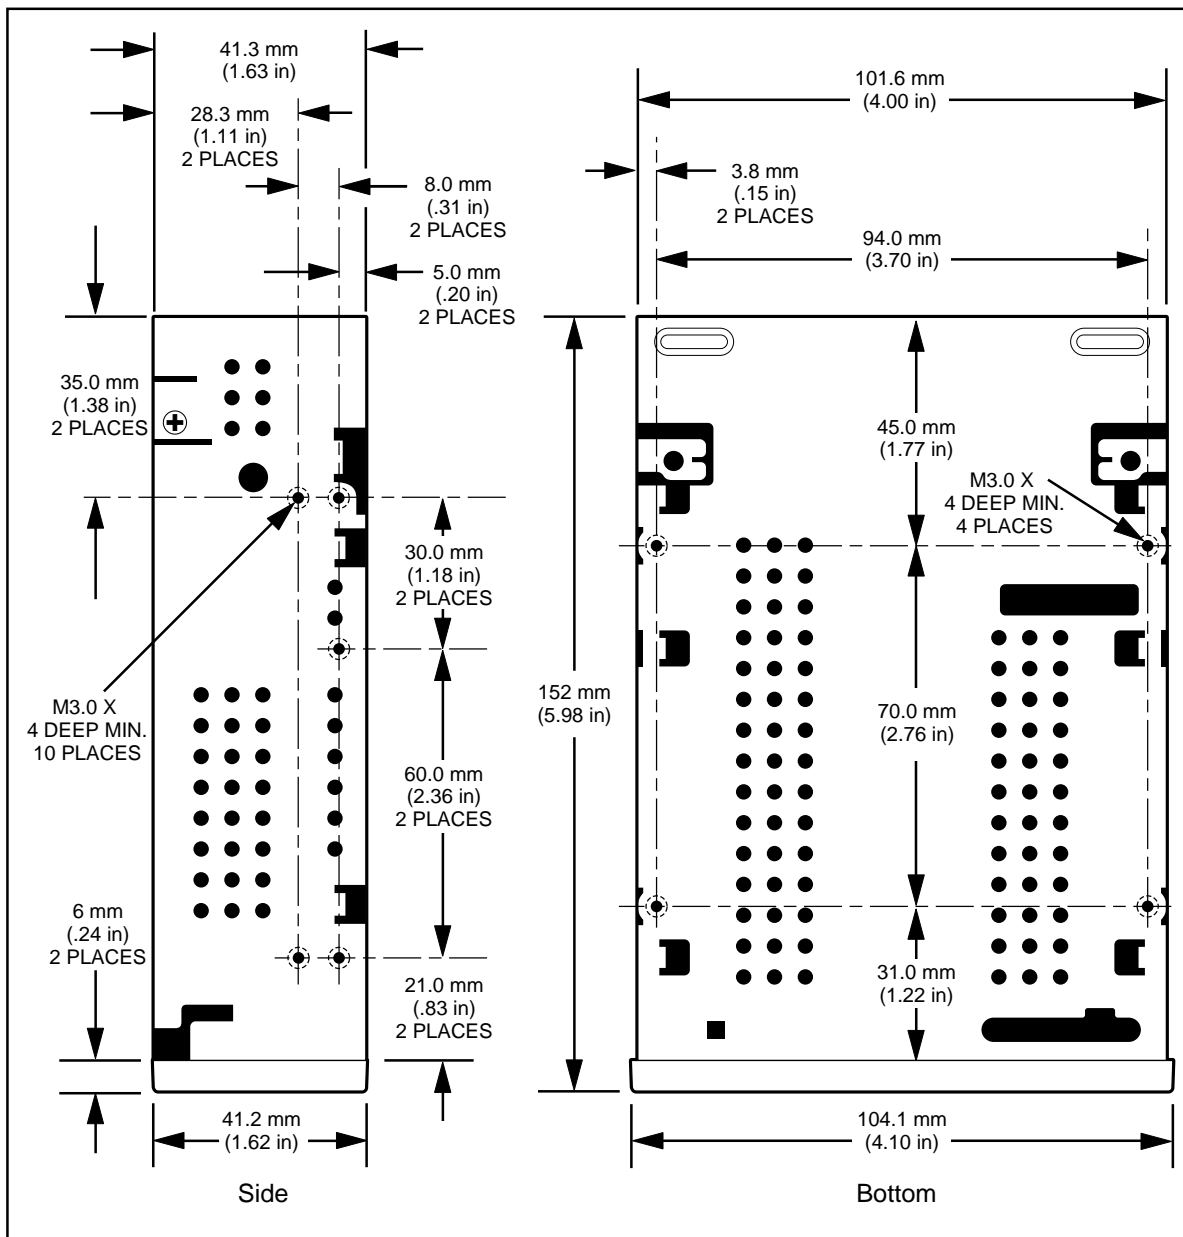 41.3 mm
(1.63 in)
28.3 mm
(1.11 in)
2 PLACES
8.0 mm
(.31 in)
2 PLACES
5.0 mm
(.20 in)
2 PLACES
35.0 mm
(1.38 in)
2 PLACES
30.0 mm
(1.18 in)
2 PLACES
M3.0 X
4 DEEP MIN.
10 PLACES
60.0 mm
(2.36 in)
2 PLACES
6 mm
(.24 in)
2 PLACES
21.0 mm
(.83 in)
2 PLACES
41.2 mm
(1.62 in)
Side
101.6 mm
(4.00 in)
3.8 mm
(.15 in)
2 PLACES
94.0 mm
(3.70 in)
45.0 mm
(1.77 in)
M3.0 X
4 DEEP MIN.
4 PLACES
152 mm
(5.98 in)
70.0 mm
(2.76 in)
31.0 mm
(1.22 in)
104.1 mm
(4.10 in)
Bottom